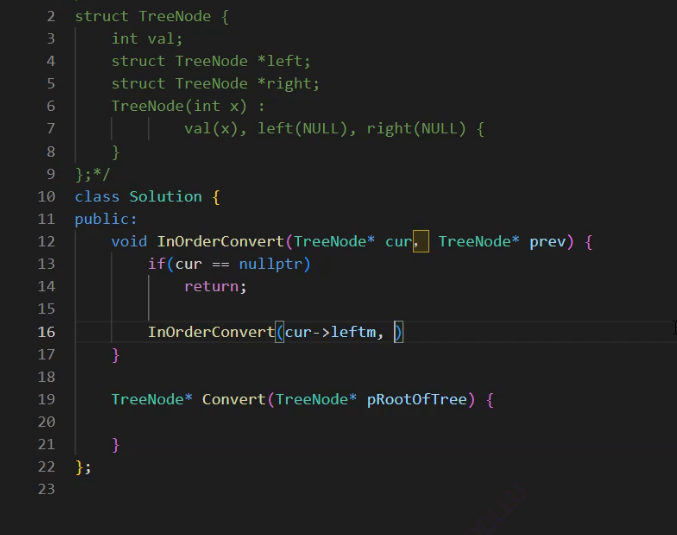 2 struct TreeNode {
3     int val;
4     struct TreeNode *left;
5     struct TreeNode *right;
6     TreeNode(int x) :
7             val(x), left(NULL), right(NULL) {
8     }
9 };*/
10 class Solution {
11 public:
12     void InOrderConvert(TreeNode* cur， TreeNode* prev) {
13         if(cur == nullptr)
14             return;
15
16         InOrderConvert(cur->leftm, )
17     }
18
19     TreeNode* Convert(TreeNode* pRootOfTree) {
20
21     }
22 };
23